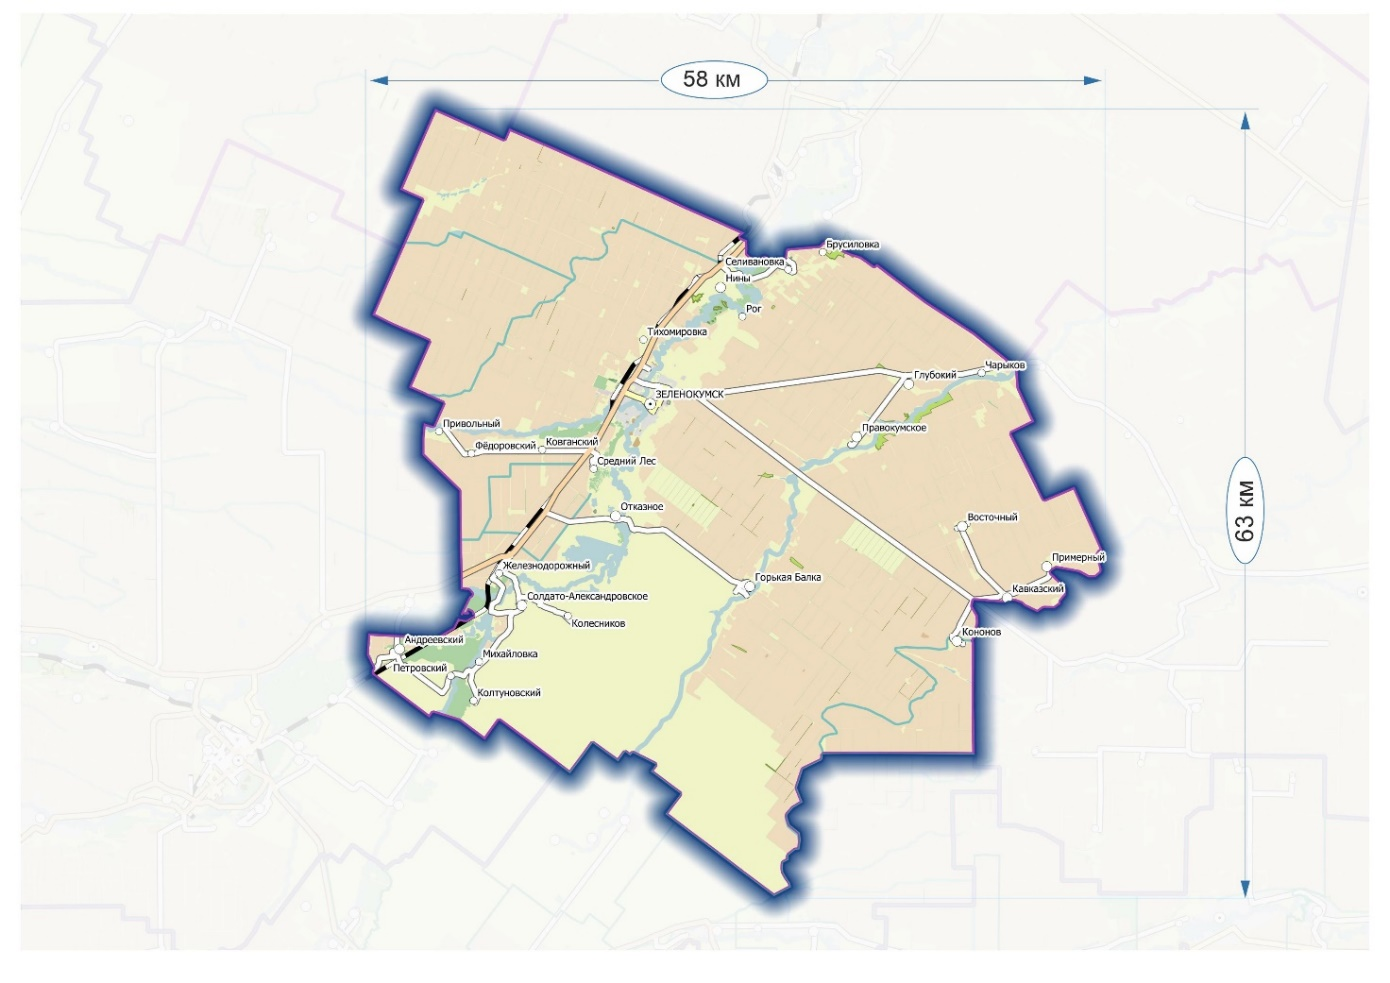 58 км
63 км
Брусиловка
Селивановка
Нины
Рог
Тихомировка
Чарыков
Глубокий
ЗЕЛЕНОКУМСК
Привольный
Правокумское
Фёдоровский
Ковганский
Средний Лес
Отказное
Восточный
Примерный
Железнодорожный
Горькая Балка
Кавказский
Солдато-Александровское
Колесников
Кононов
Андреевский
Михайловка
Петровский
Колтуновский